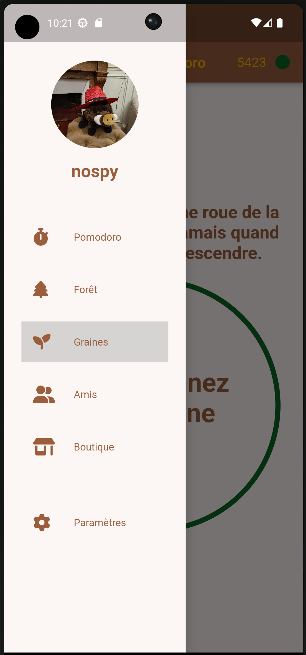 10:21
oro 5423
nospy
Pomodoro
Forêt
Graines
Amis
Boutique
Paramètres
ne roue de la
amais quand
escendre.
nez
ne